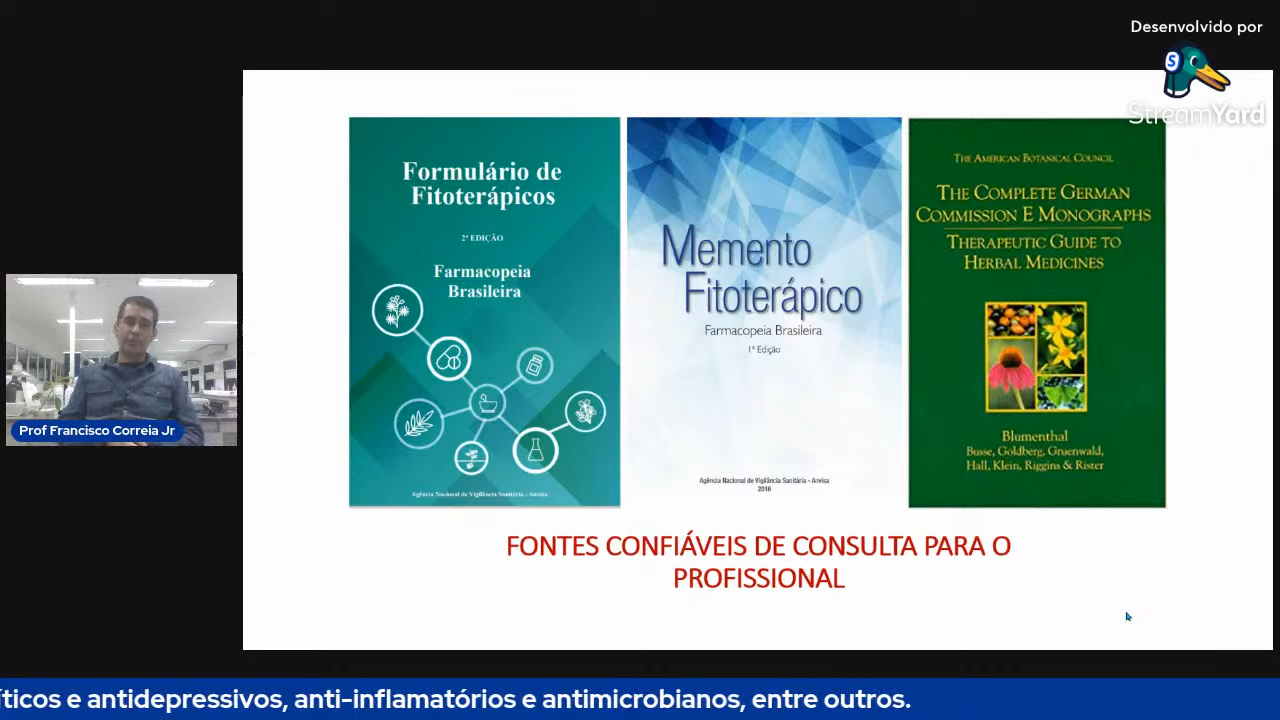 Desenvolvido por
S
StreamYard
Formulário de
Fitoterápicos
2ª EDIÇÃO
Farmacopeia
Brasileira
Agência Nacional de Vigilância Sanitária - Anvisa
Memento
Fitoterápico
Farmacopeia Brasileira
1ª Edição
Agência Nacional de Vigilância Sanitária - Anvisa
2016
THE AMERICAN BOTANICAL COUNCIL
THE COMPLETE GERMAN
COMMISSION E MONOGRAPHS
THERAPEUTIC GUIDE TO
HERBAL MEDICINES
Blumenthal
Busse, Goldberg, Gruenwald,
Hall, Klein, Riggins & Rister
Prof Francisco Correia Jr
FONTES CONFIÁVEIS DE CONSULTA PARA O
PROFISSIONAL
íticos e antidepressivos, anti-inflamatórios e antimicrobianos, entre outros.